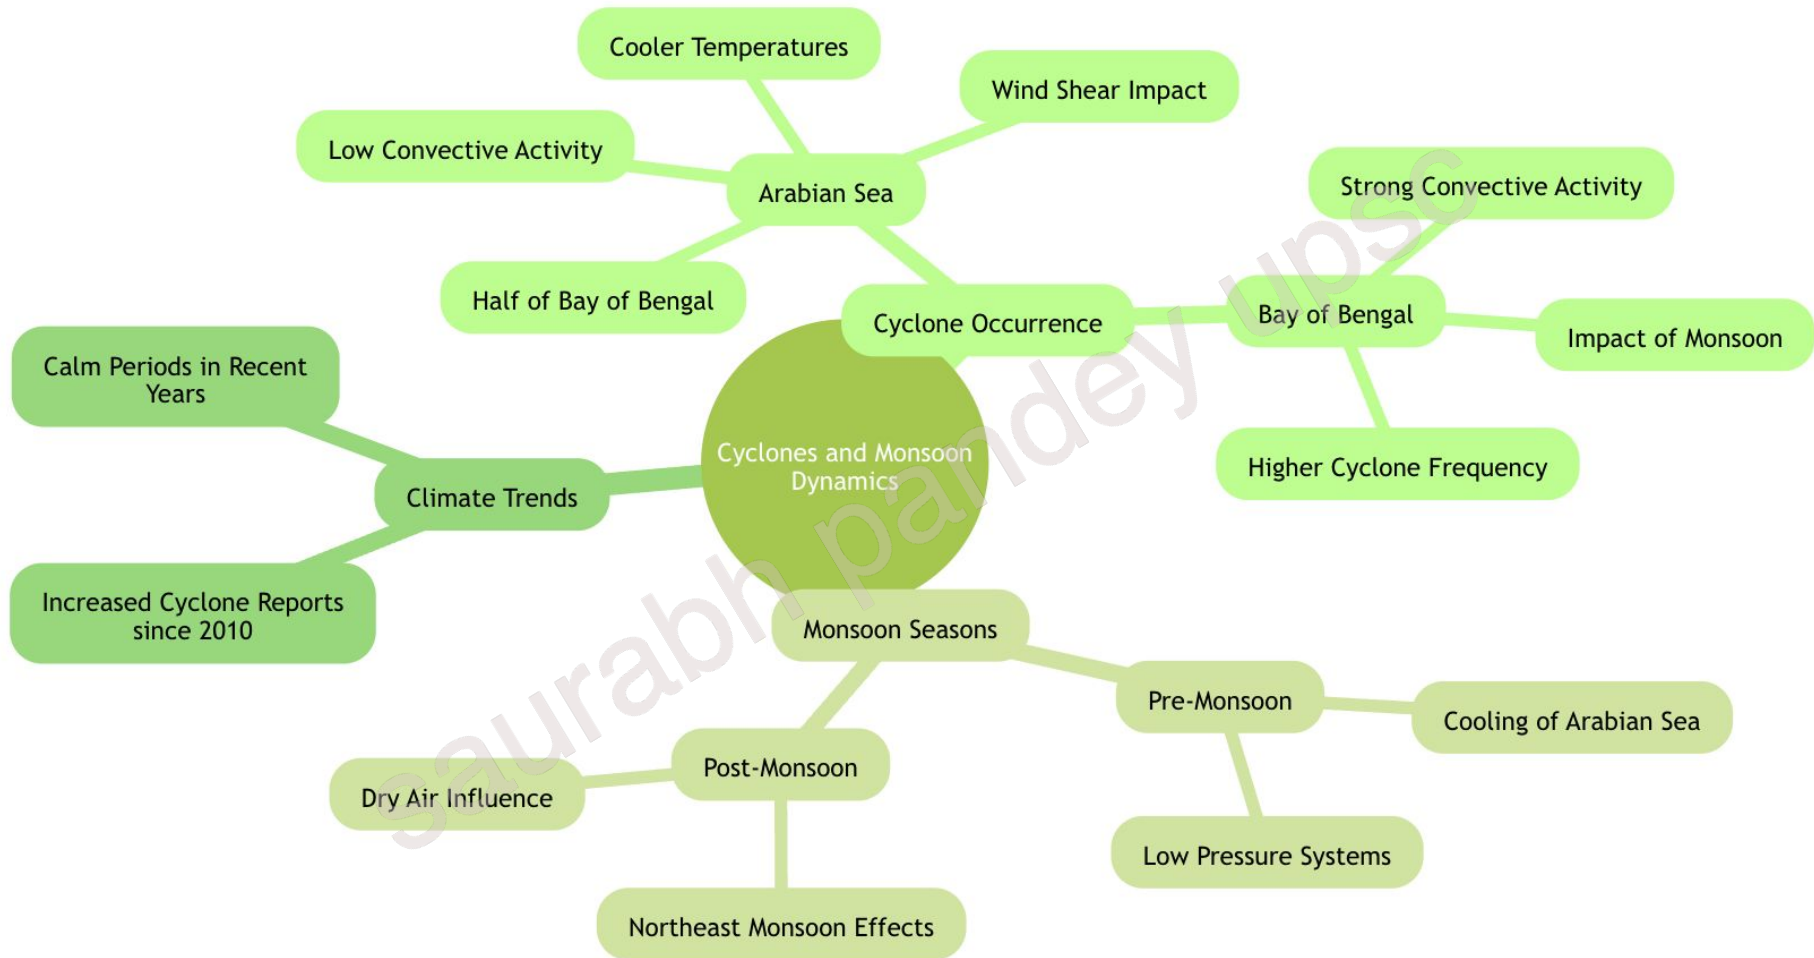 Cooler Temperatures
Wind Shear Impact
Low Convective Activity
Arabian Sea
Strong Convective Activity
Half of Bay of Bengal
Cyclone Occurrence
Bay of Bengal
Impact of Monsoon
Calm Periods in Recent
Years
Higher Cyclone Frequency
Cyclones and Monsoon
Dynamics
Climate Trends
Increased Cyclone Reports
since 2010
Monsoon Seasons
Pre-Monsoon
Cooling of Arabian Sea
Post-Monsoon
Dry Air Influence
Low Pressure Systems
Northeast Monsoon Effects
saurabh pandey upsc